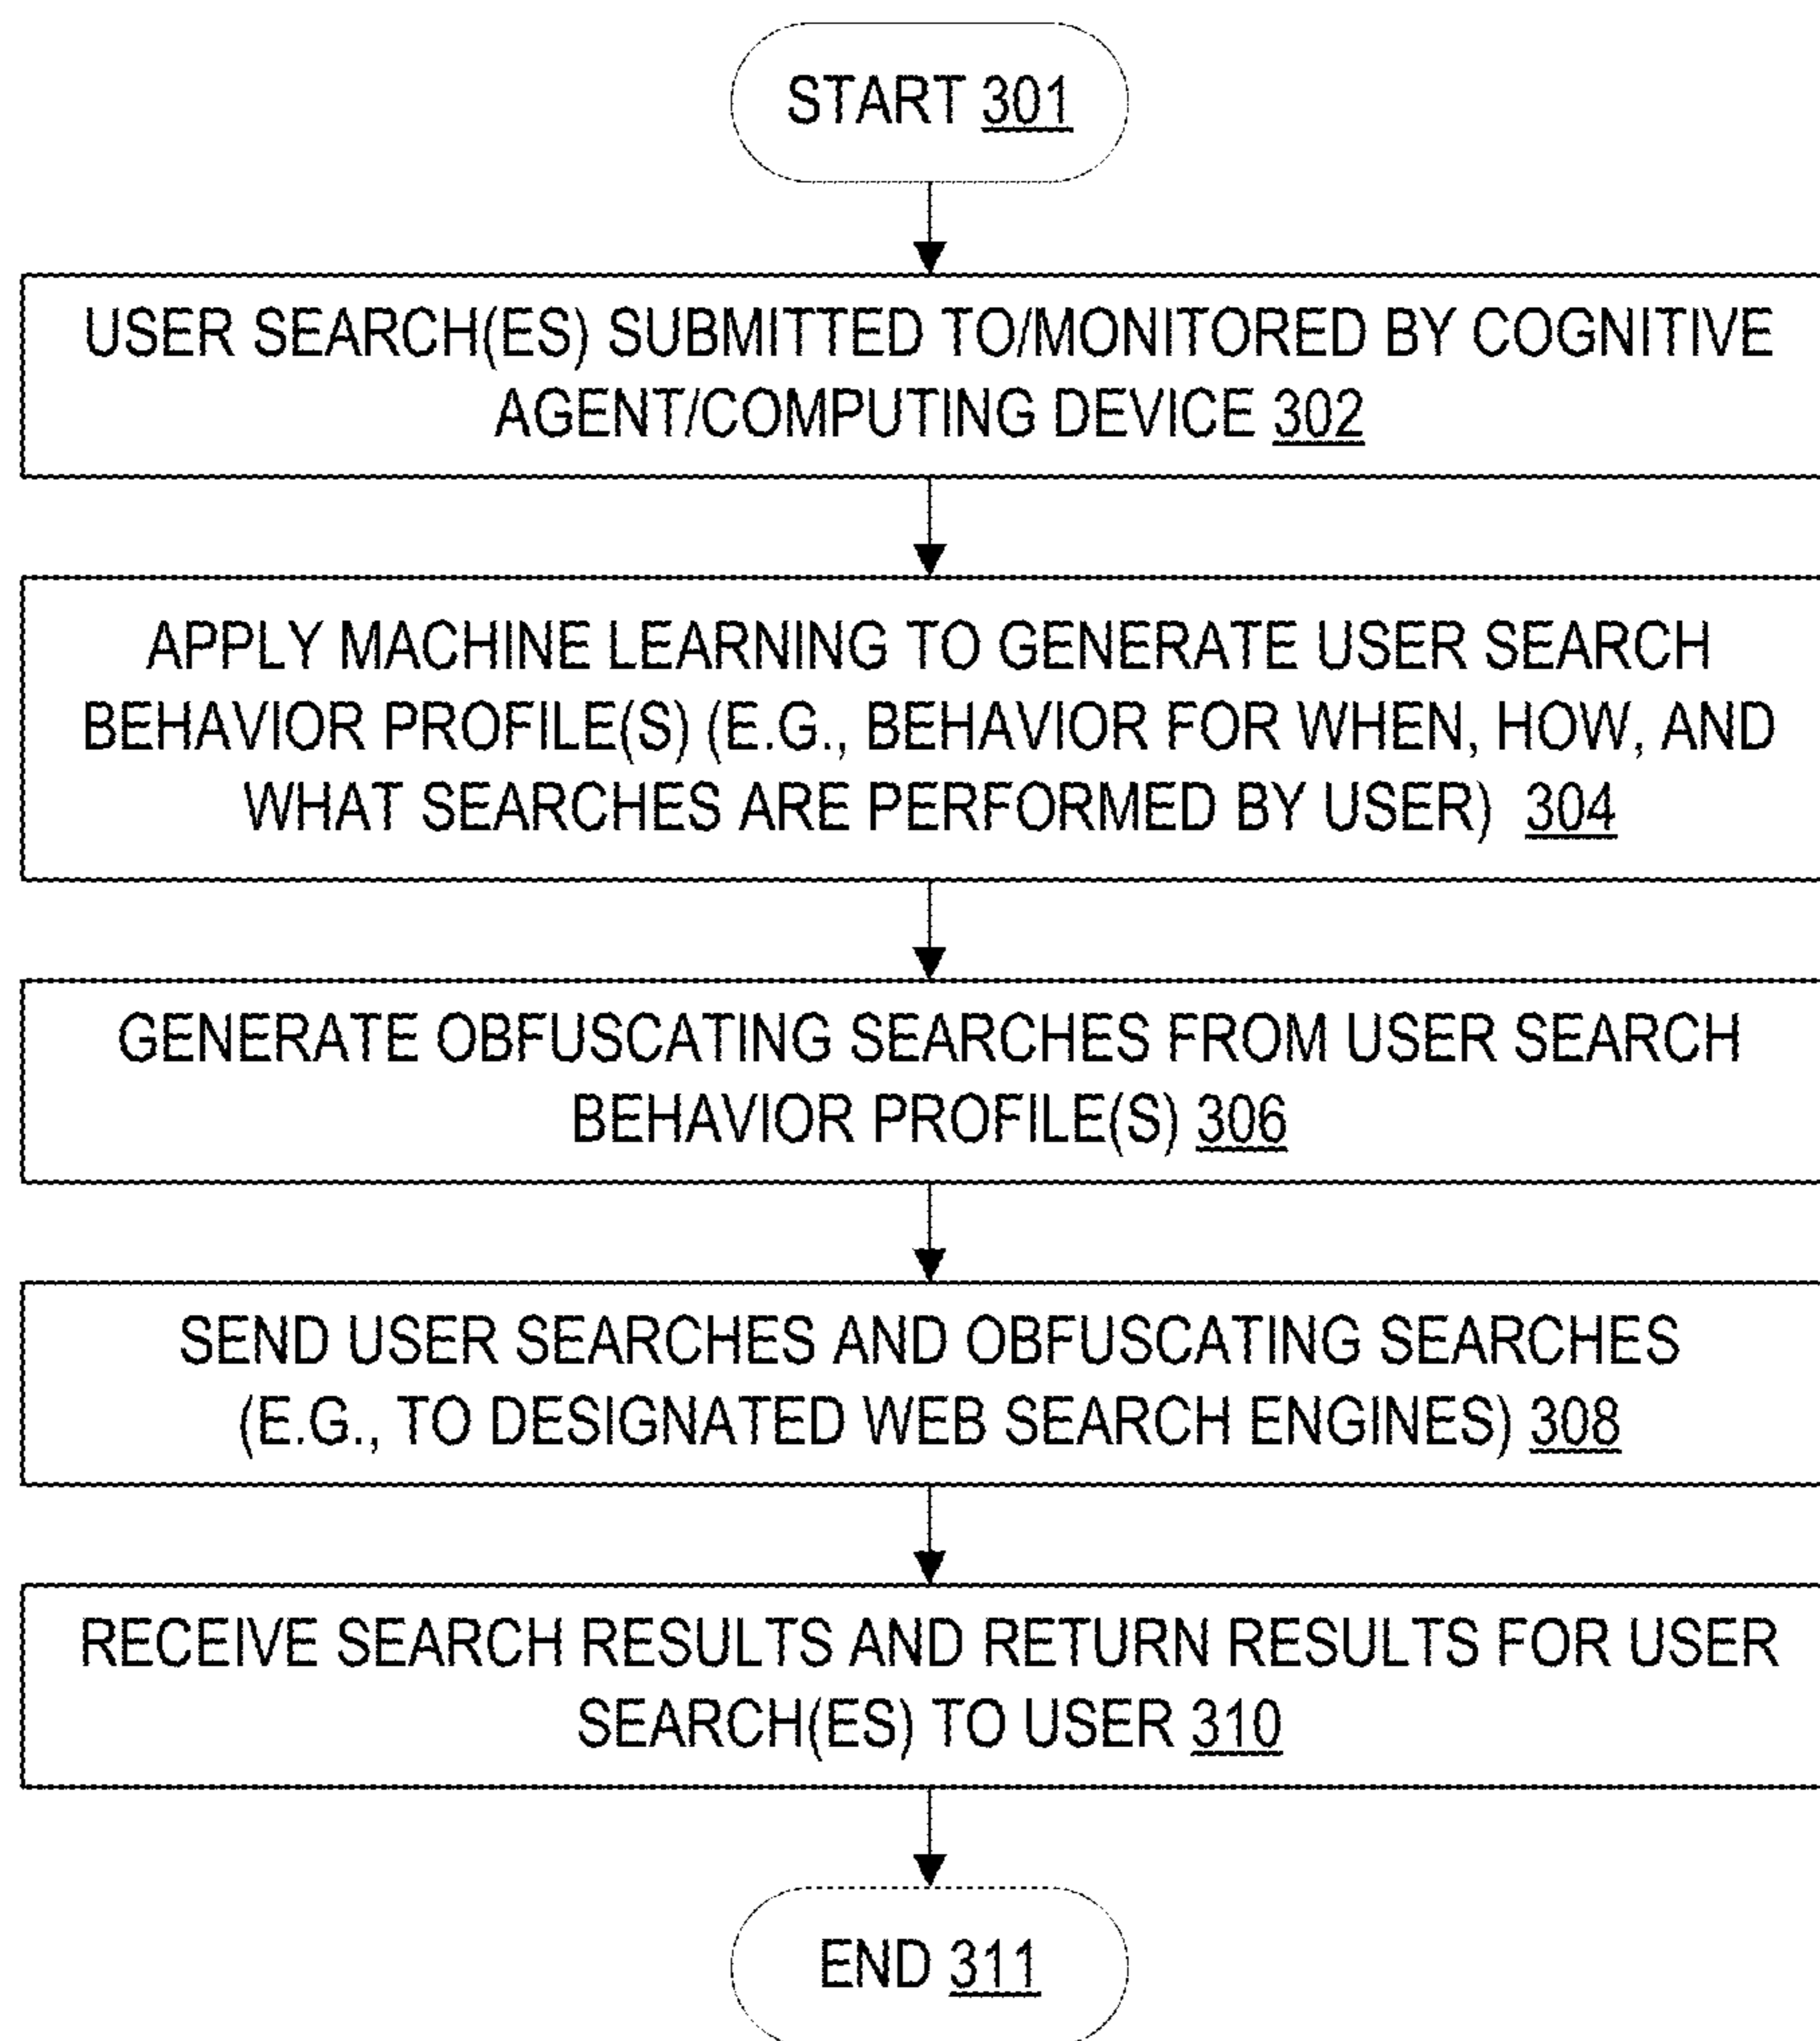 START 301
USER SEARCH(ES) SUBMITTED TO/MONITORED BY COGNITIVE
AGENT/COMPUTING DEVICE 302
APPLY MACHINE LEARNING TO GENERATE USER SEARCH
BEHAVIOR PROFILE(S) (E.G., BEHAVIOR FOR WHEN, HOW, AND
WHAT SEARCHES ARE PERFORMED BY USER) 304
GENERATE OBFUSCATING SEARCHES FROM USER SEARCH
BEHAVIOR PROFILE(S) 306
SEND USER SEARCHES AND OBFUSCATING SEARCHES
(E.G., TO DESIGNATED WEB SEARCH ENGINES) 308
RECEIVE SEARCH RESULTS AND RETURN RESULTS FOR USER
SEARCH(ES) TO USER 310
END 311